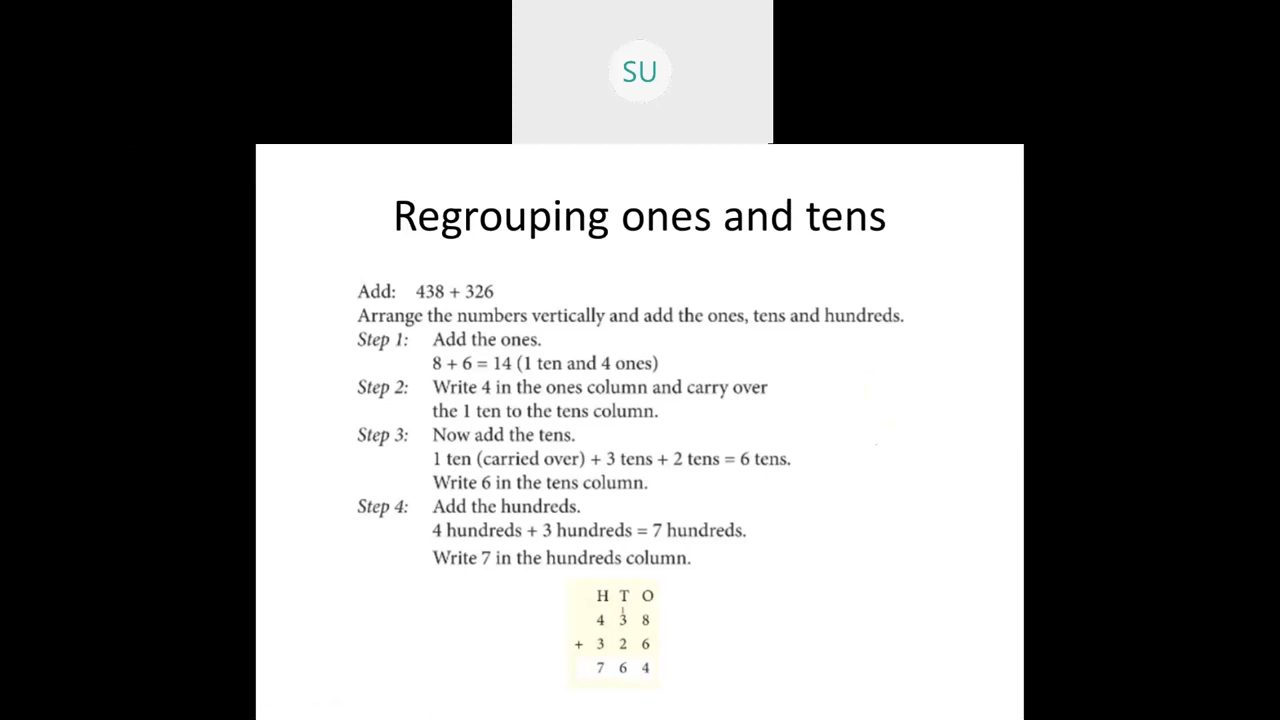 SU
Regrouping ones and tens
Add: 438 + 326
Arrange the numbers vertically and add the ones, tens and hundreds.
Step 1: Add the ones.
8 + 6 = 14 (1 ten and 4 ones)
Step 2: Write 4 in the ones column and carry over
the 1 ten to the tens column.
Step 3: Now add the tens.
1 ten (carried over) + 3 tens + 2 tens = 6 tens.
Write 6 in the tens column.
Step 4: Add the hundreds.
4 hundreds + 3 hundreds = 7 hundreds.
Write 7 in the hundreds column.
H T O
1
4 3 8
+ 3 2 6
7 6 4